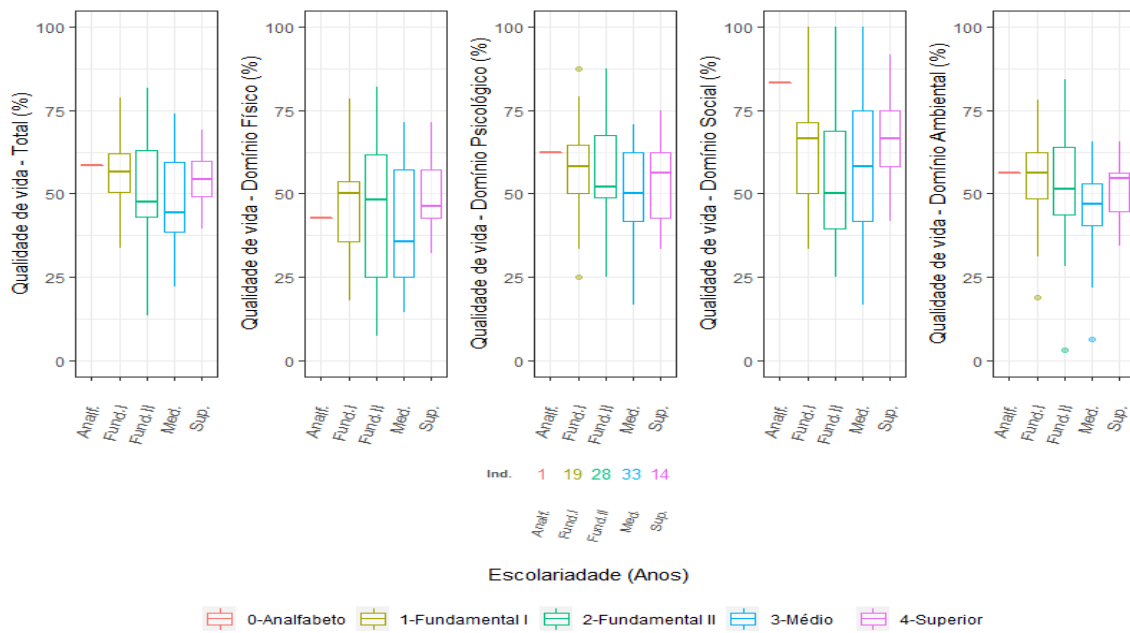 Qualidade de vida - Total (%)
100
75
50
25
0
Analf.
Fund.I
Fund.II
Med.
Sup.
Qualidade de vida - Domínio Físico (%)
100
75
50
25
0
Analf.
Fund.I
Fund.II
Med.
Sup.
Qualidade de vida - Domínio Psicológico (%)
100
75
50
25
0
Analf.
Fund.I
Fund.II
Med.
Sup.
Qualidade de vida - Domínio Social (%)
100
75
50
25
0
Analf.
Fund.I
Fund.II
Med.
Sup.
Qualidade de vida - Domínio Ambiental (%)
100
75
50
25
0
Analf.
Fund.I
Fund.II
Med.
Sup.
Ind. 1 19 28 33 14
Analf.
Fund.I
Fund.II
Med.
Sup.
Escolariadade (Anos)
0-Analfabeto 1-Fundamental I 2-Fundamental II 3-Médio 4-Superior